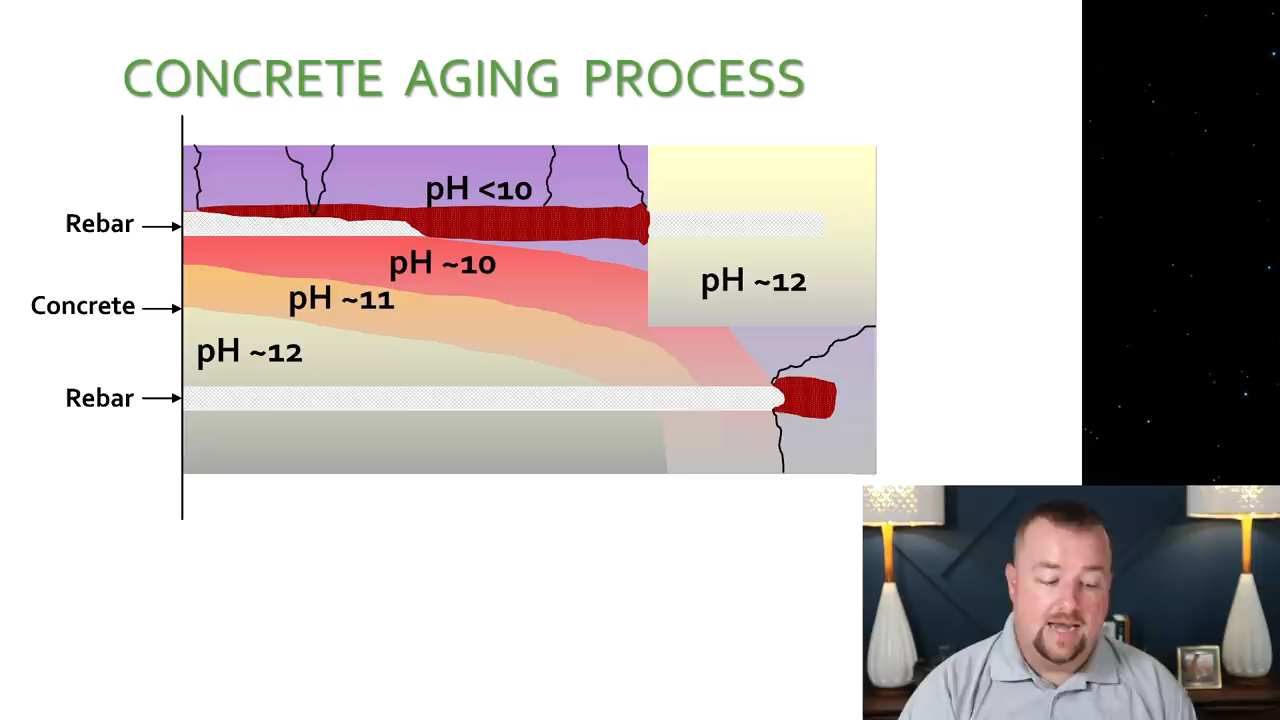 CONCRETE AGING PROCESS
pH <10
Rebar
pH ~10
pH ~12
pH ~11
Concrete
pH ~12
Rebar